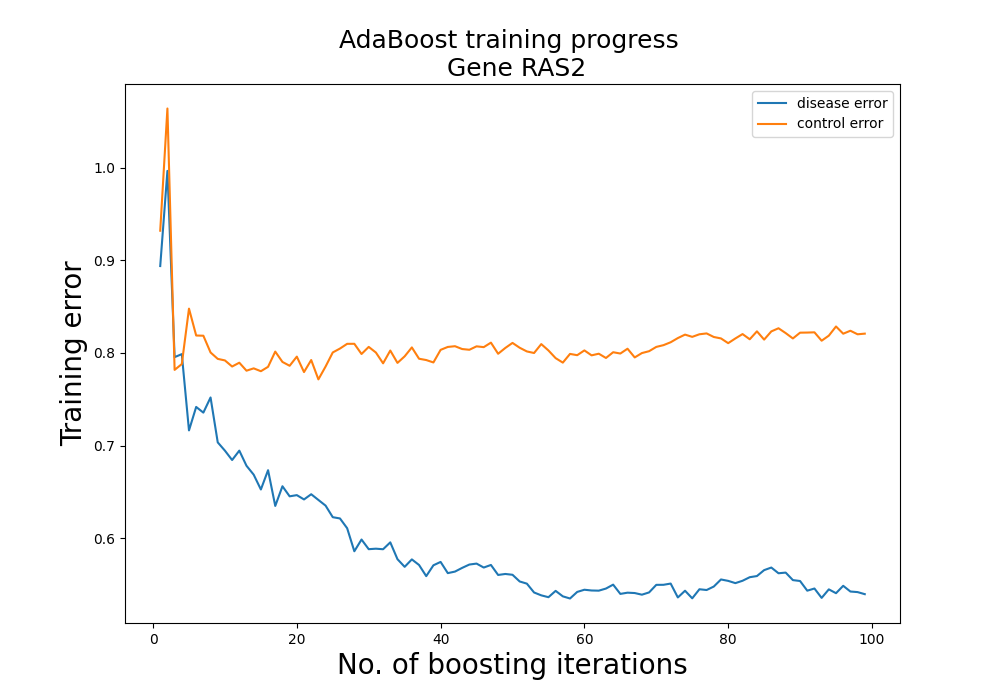 AdaBoost training progress
Gene RAS2
disease error
control error
Training error
1.0
0.9
0.8
0.7
0.6
0
20
40
60
80
100
No. of boosting iterations